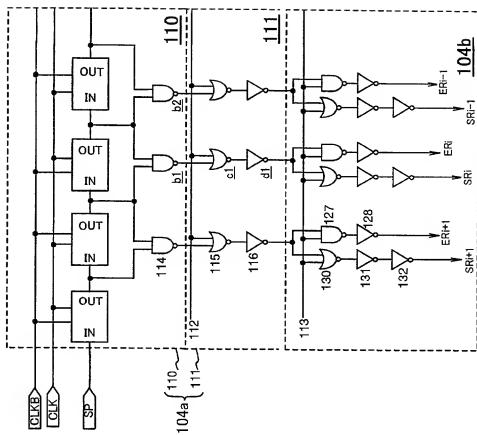 CLKB
CLK
SP
OUT
IN
OUT
IN
OUT
IN
OUT
IN
110
114
b1
b2
111
112
115
c1
116
d1
104b
113
127
128
130
131
132
ERi+1
SRi+1
ERi
SRi
ERi-1
SRi-1
104a
110
111